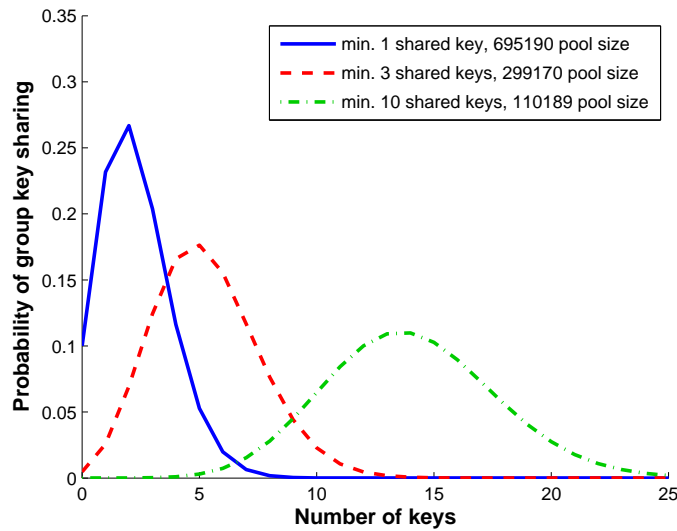 0.35
0.3
0.25
0.2
0.15
0.1
0.05
0
Probability of group key sharing
min. 1 shared key, 695190 pool size
min. 3 shared keys, 299170 pool size
min. 10 shared keys, 110189 pool size
0 5 10 15 20 25
Number of keys